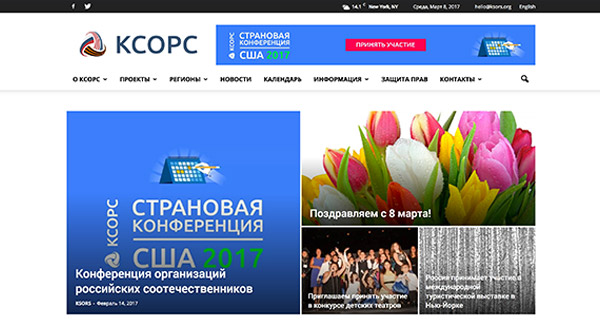 14.1 C New York, NY Среда, Март 8, 2017 hello@ksors.org English
КСОРС
КСОРС
СТРАНОВАЯ
КОНФЕРЕНЦИЯ
США 2017
ПРИНЯТЬ УЧАСТИЕ
О КСОРС ПРОЕКТЫ РЕГИОНЫ НОВОСТИ КАЛЕНДАРЬ ИНФОРМАЦИЯ ЗАЩИТА ПРАВ КОНТАКТЫ
КСОРС
СТРАНОВАЯ
КОНФЕРЕНЦИЯ
США 2017
Конференция организаций
российских соотечественников
KSORS - Февраль 14, 2017
Поздравляем с 8 марта!
Приглашаем принять участие
в конкурсе детских театров
Россия принимает участие в
международной
туристической выставке в
Нью-Йорке